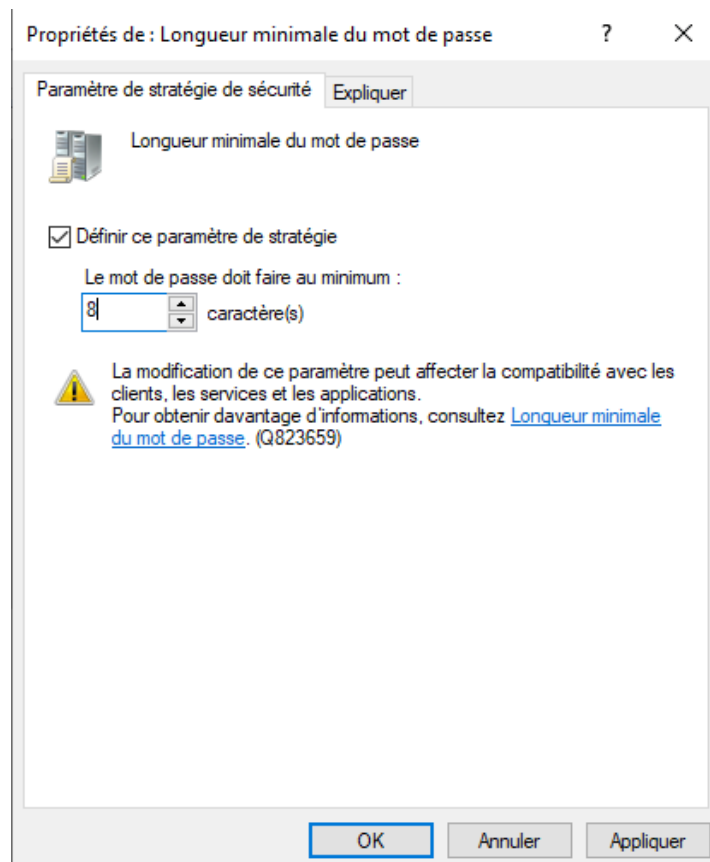 Propriétés de : Longueur minimale du mot de passe ?
Paramètre de stratégie de sécurité Expliquer
Longueur minimale du mot de passe
Définir ce paramètre de stratégie
Le mot de passe doit faire au minimum :
8 caractère(s)
La modification de ce paramètre peut affecter la compatibilité avec les
clients, les services et les applications.
Pour obtenir davantage d'informations, consultez Longueur minimale
du mot de passe. (Q823659)
OK Annuler Appliquer